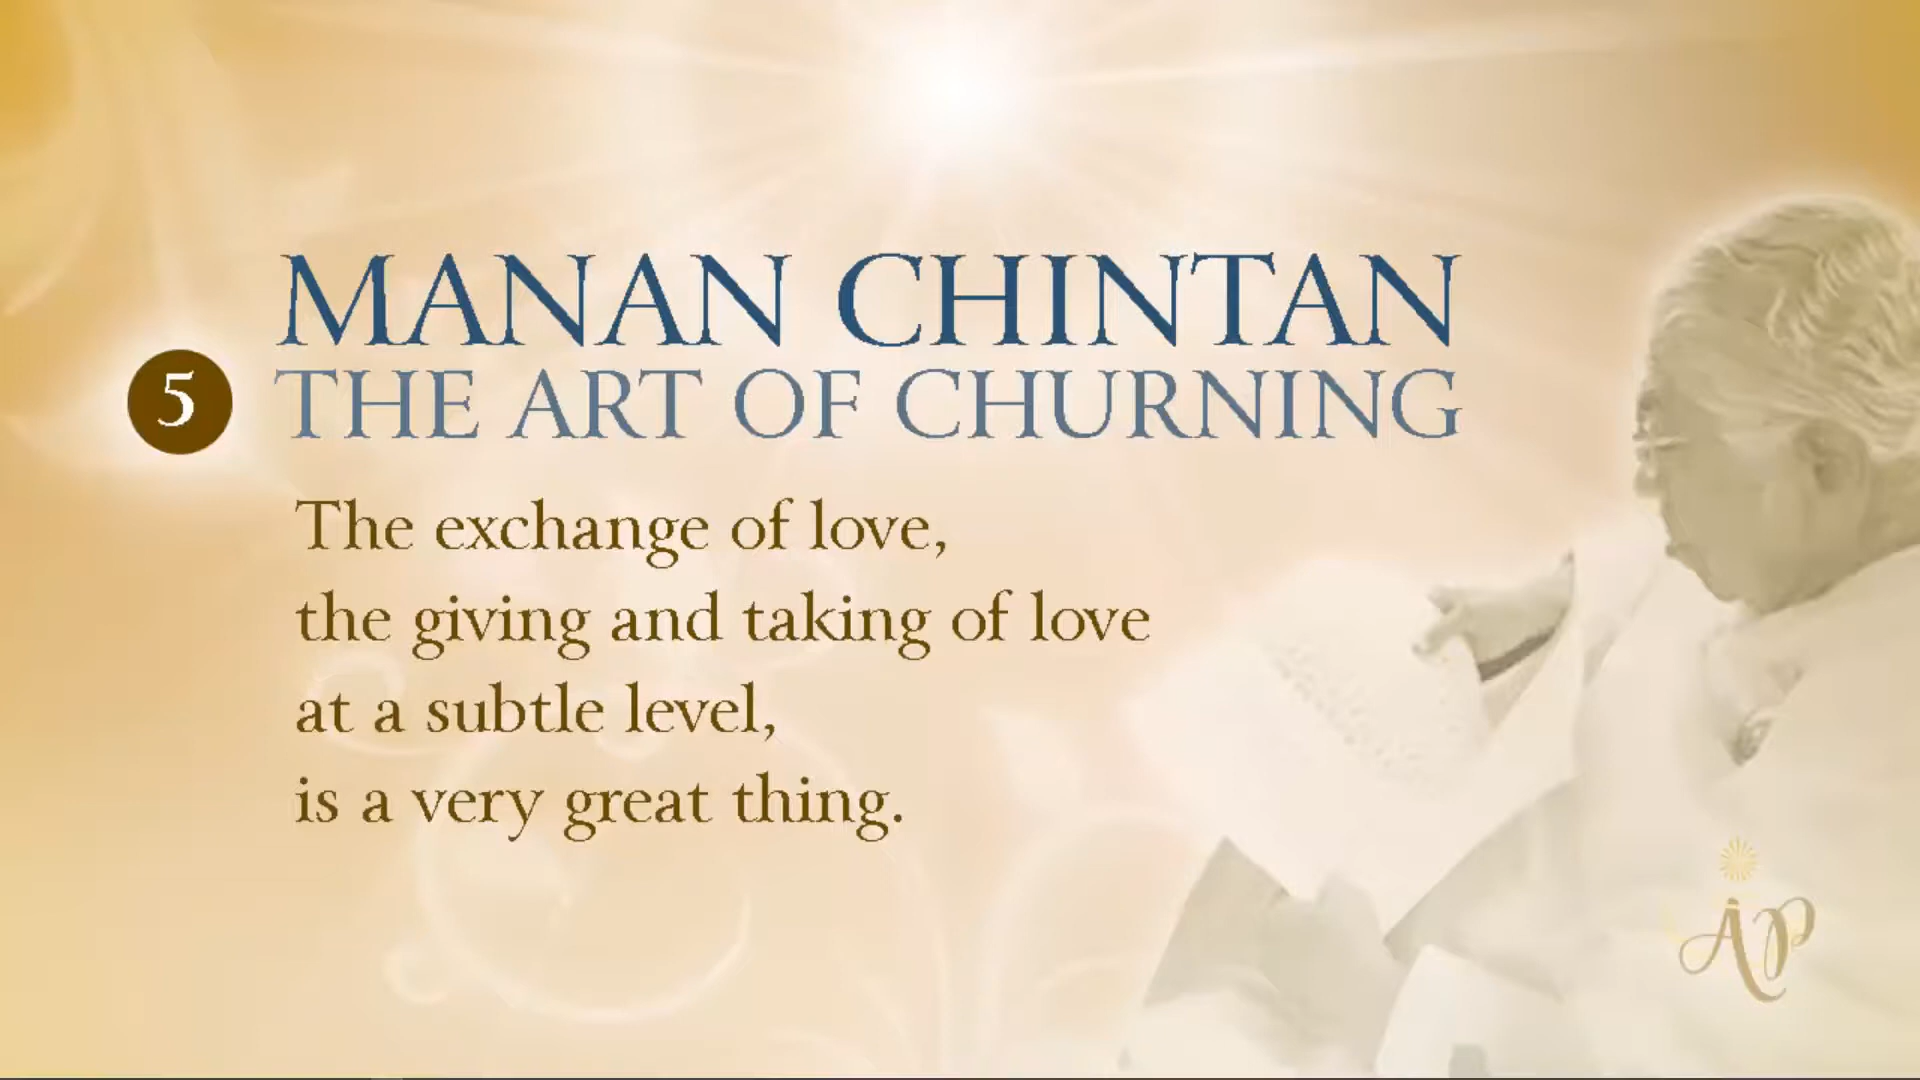 MANAN CHINTAN
5
THE ART OF CHURNING
The exchange of love,
the giving and taking of love
at a subtle level,
is a very great thing.
AP